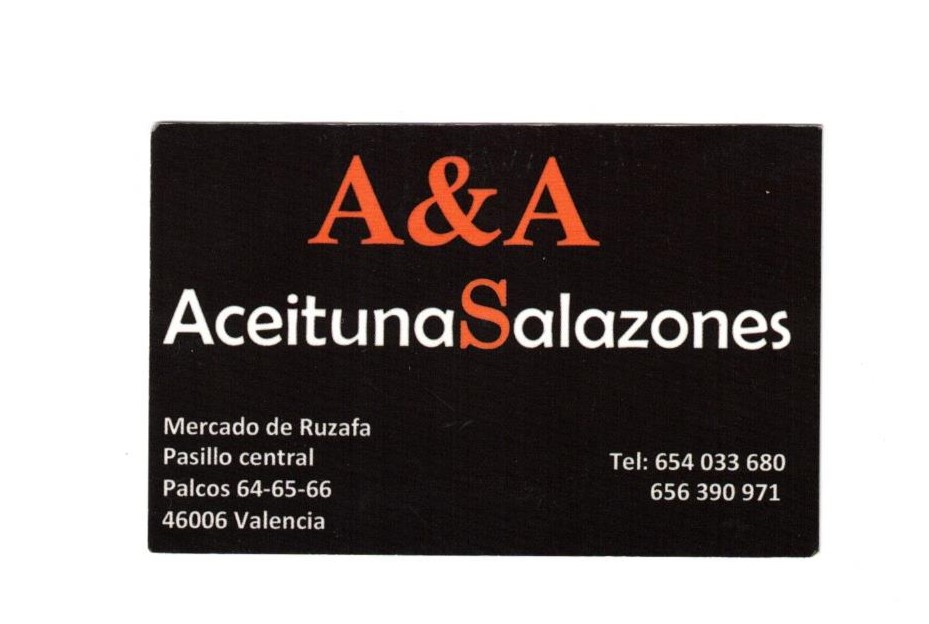 A&A
AceitunaSalazones
Mercado de Ruzafa
Pasillo central
Palcos 64-65-66
46006 Valencia
Tel: 654 033 680
656 390 971